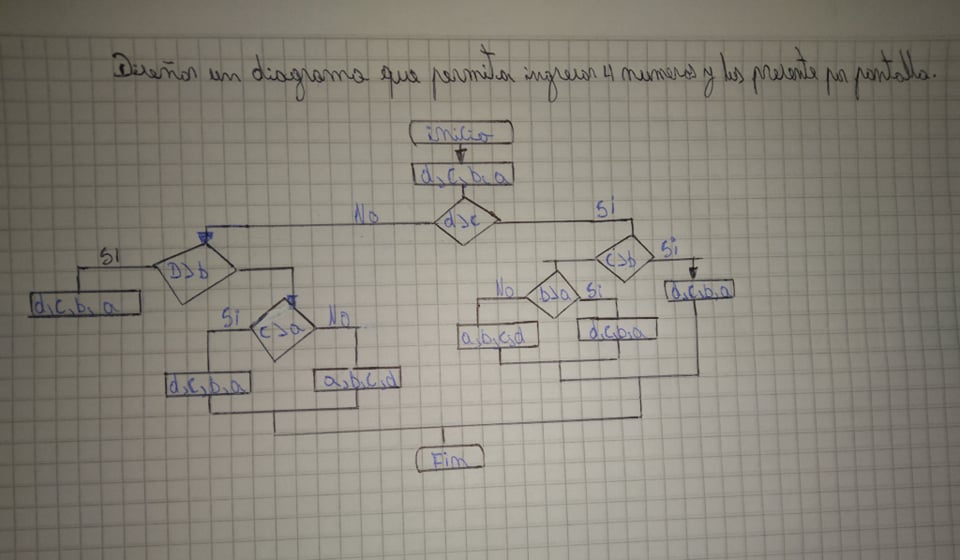 Diseñar un diagrama que permitar ingresar 4 numeros y los presente por pantalla.
inicio
d, c, b, a
No
d>c
Si
Si
D>b
c>b
Si
No
b>a
Si
d, c, b, a
d, c, b, a
Si
c>a
No
a, b, c, d
d, c, b, a
d, c, b, a,
a, b, c, d
Fin